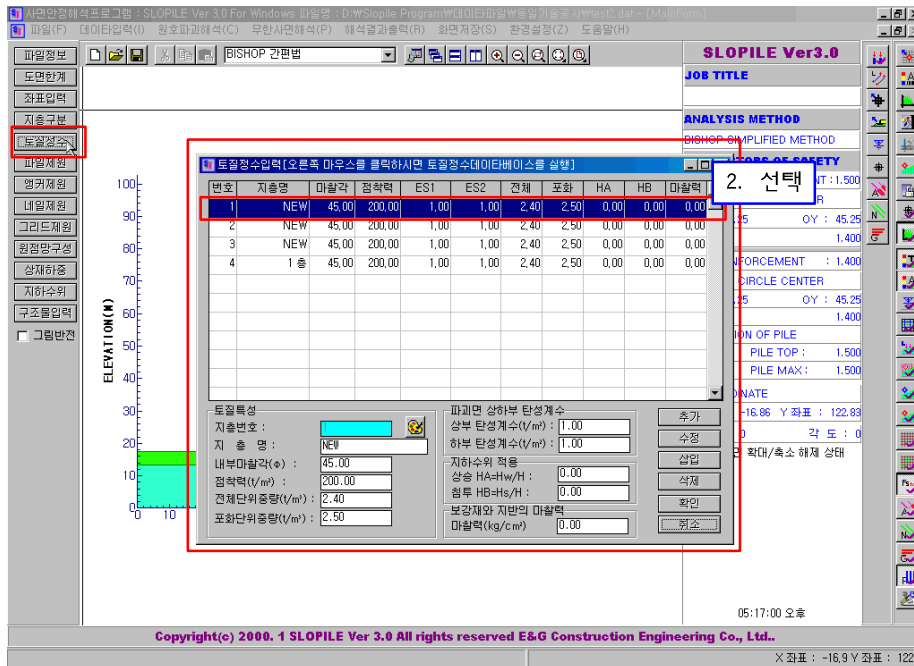 사면안정해석프로그램 : SLOPILE Ver 3,0 For Windows 파일명 : D:₩Slopile Program₩데이터파일₩동일기술공사₩test2,dat - [MainForm]
파일(F) 데이터입력(I) 원호파괴해석(C) 무한사면해석(P) 해석결과출력(R) 화면저장(S) 환경설정(Z) 도움말(H)
파일정보
BISHOP 간편법
SLOPILE Ver3.0
도면한계
JOB TITLE
좌표입력
지층구분
ANALYSIS METHOD
토질정수
BISHOP SIMPLIFIED METHOD
파일제원
앵커제원
네일제원
그리드제원
원점망구성
상재하중
지하수위
구조물입력
그림반전
토질정수입력[오른쪽 마우스를 클릭하시면 토질정수데이타베이스를 실행]
2. 선택
번호 지층명 마찰각 점착력 ES1 ES2 전체 포화 HA HB 마찰력
1 NEW 45,00 200,00 1,00 1,00 2,40 2,50 0,00 0,00 0,00
2 NEW 45,00 200,00 1,00 1,00 2,40 2,50 0,00 0,00 0,00
3 NEW 45,00 200,00 1,00 1,00 2,40 2,50 0,00 0,00 0,00
4 1 층 45,00 200,00 1,00 1,00 2,40 2,50 0,00 0,00 0,00
토질특성
지층번호 : 1
지 층 명 : NEW
내부마찰각(Φ) : 45.00
점착력(t/m²) : 200.00
전체단위중량(t/m³) : 2.40
포화단위중량(t/m³) : 2.50
파괴면 상하부 탄성계수
상부 탄성계수(t/m²) : 1.00
하부 탄성계수(t/m²) : 1.00
지하수위 적용
상승 HA=Hw/H : 0.00
침투 HB=Hs/H : 0.00
보강재와 지반의 마찰력
마찰력(kg/cm²) 0.00
추가
수정
삽입
삭제
확인
취소
ELEVATION(M)
100
90
80
70
60
50
40
30
20
10
0
0 10
NT : 1.500
.25 OY : 45.25
1.400
NFORCEMENT : 1.400
CIRCLE CENTER
.25 OY : 45.25
1.400
ION OF PILE
PILE TOP : 1.500
PILE MAX : 1.500
-16.86 Y 좌표 : 122.83
각 도 : 0
확대/축소 해제 상태
05:17:00 오후
Copyright(c) 2000. 1 SLOPILE Ver 3.0 All rights reserved E&G Construction Engineering Co., Ltd..
X 좌표 : -16,9 Y 좌표 : 122